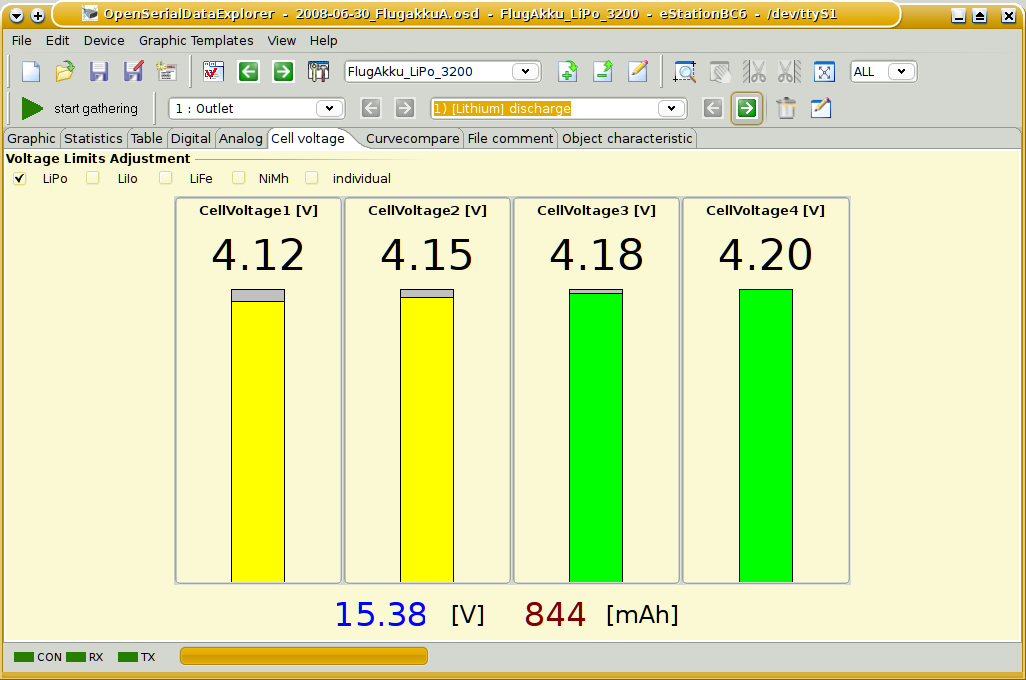 OpenSerialDataExplorer - 2008-06-30_FlugakkuA.osd - FlugAkku_LiPo_3200 - eStationBC6 - /dev/ttyS1
File Edit Device Graphic Templates View Help
FlugAkku_LiPo_3200 ALL
start gathering 1 : Outlet 1) [Lithium] discharge
Graphic Statistics Table Digital Analog Cell voltage Curvecompare File comment Object characteristic
Voltage Limits Adjustment
LiPo LiIo LiFe NiMh individual
CellVoltage1 [V] CellVoltage2 [V] CellVoltage3 [V] CellVoltage4 [V]
4.12 4.15 4.18 4.20
15.38 [V] 844 [mAh]
CON RX TX